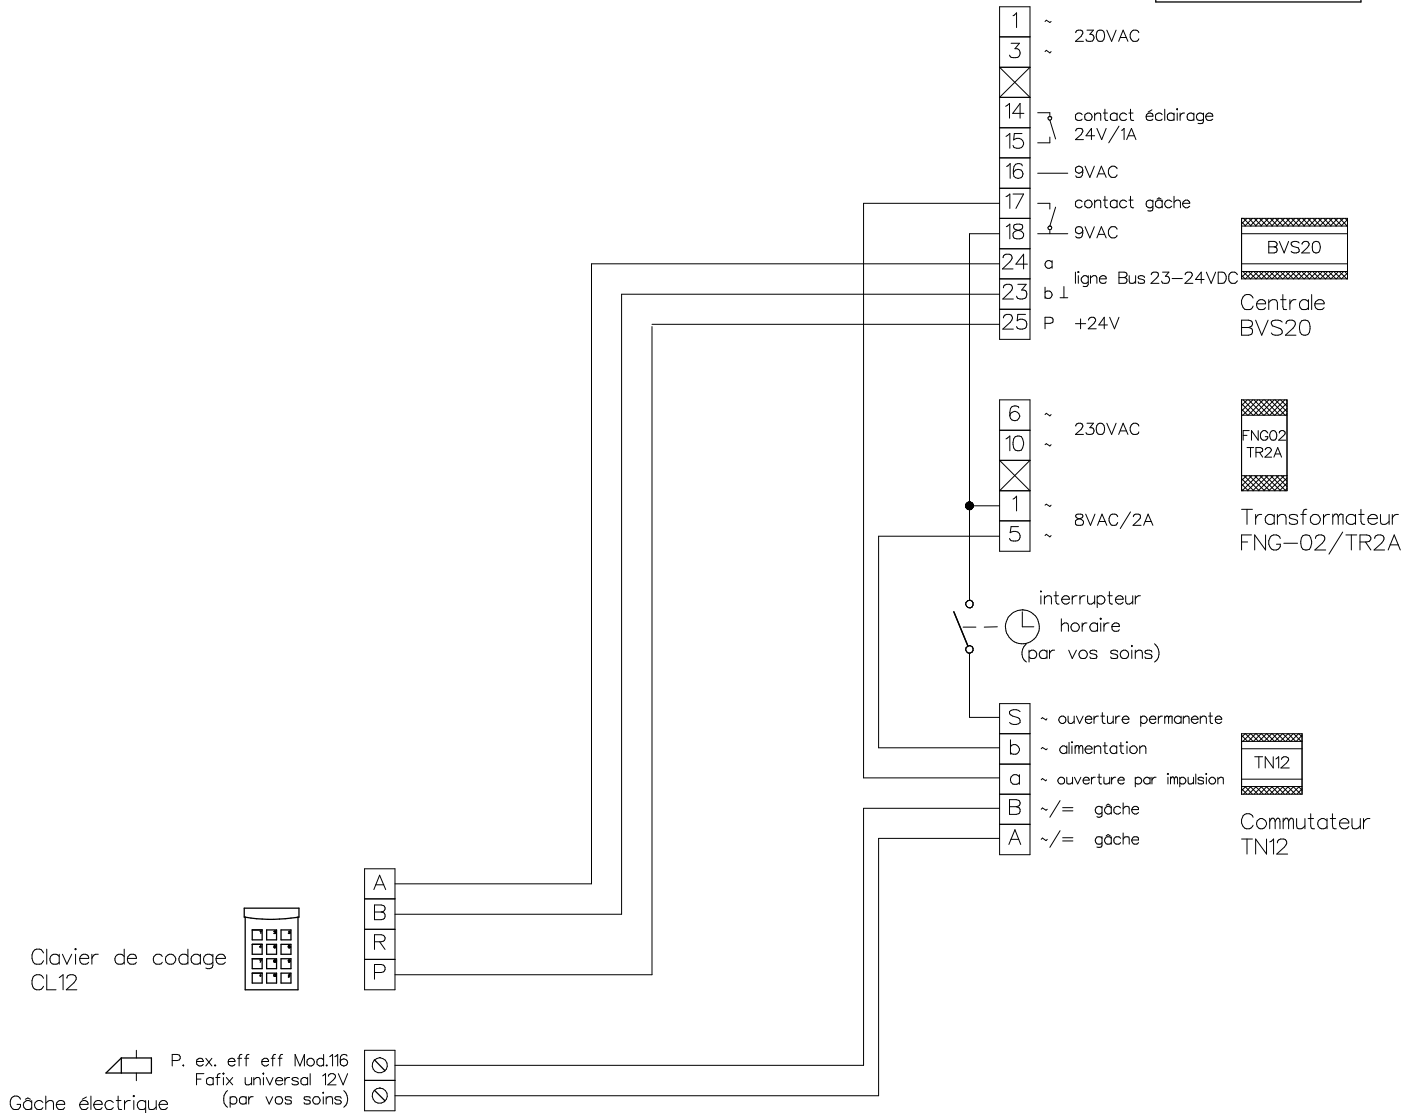 1 ~
230VAC
3 ~
14
contact éclairage
24V/1A
15
16 9VAC
17 contact gâche
18 9VAC
24 a
ligne Bus 23-24VDC
23 b ⊥
25 P +24V
BVS20
Centrale
BVS20
6 ~
230VAC
10 ~
1 ~
8VAC/2A
5 ~
FNG02
TR2A
Transformateur
FNG-02/TR2A
interrupteur
horaire
(par vos soins)
S ~ ouverture permanente
b ~ alimentation
a ~ ouverture par impulsion
B ~/= gâche
A ~/= gâche
TN12
Commutateur
TN12
A
B
R
P
Clavier de codage
CL12
P. ex. eff eff Mod.116
Fafix universal 12V
(par vos soins)
Gâche électrique